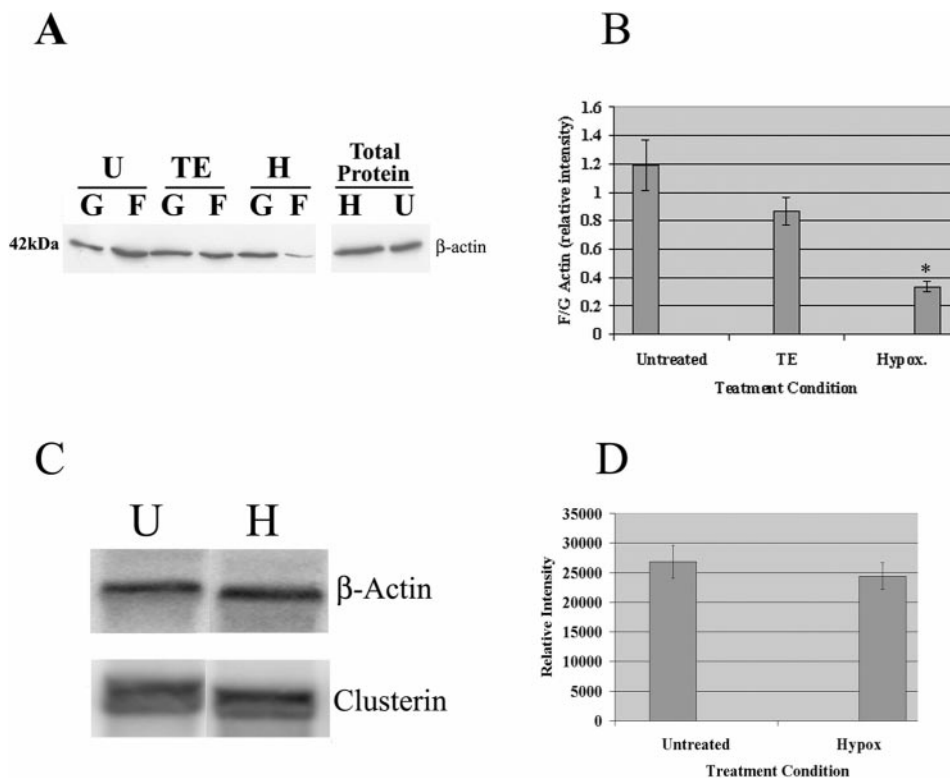 A
U TE H Total Protein
G F G F G F H U
42kDa β-actin
B
F/G Actin (relative intensity)
1.6
1.4
1.2
1
0.8
0.6
0.4
0.2
0
*
Untreated TE Hypox.
Teatment Condition
C
U H
β-Actin
Clusterin
D
Relative Intensity
35000
30000
25000
20000
15000
10000
5000
0
Untreated Hypox
Treatment Condition